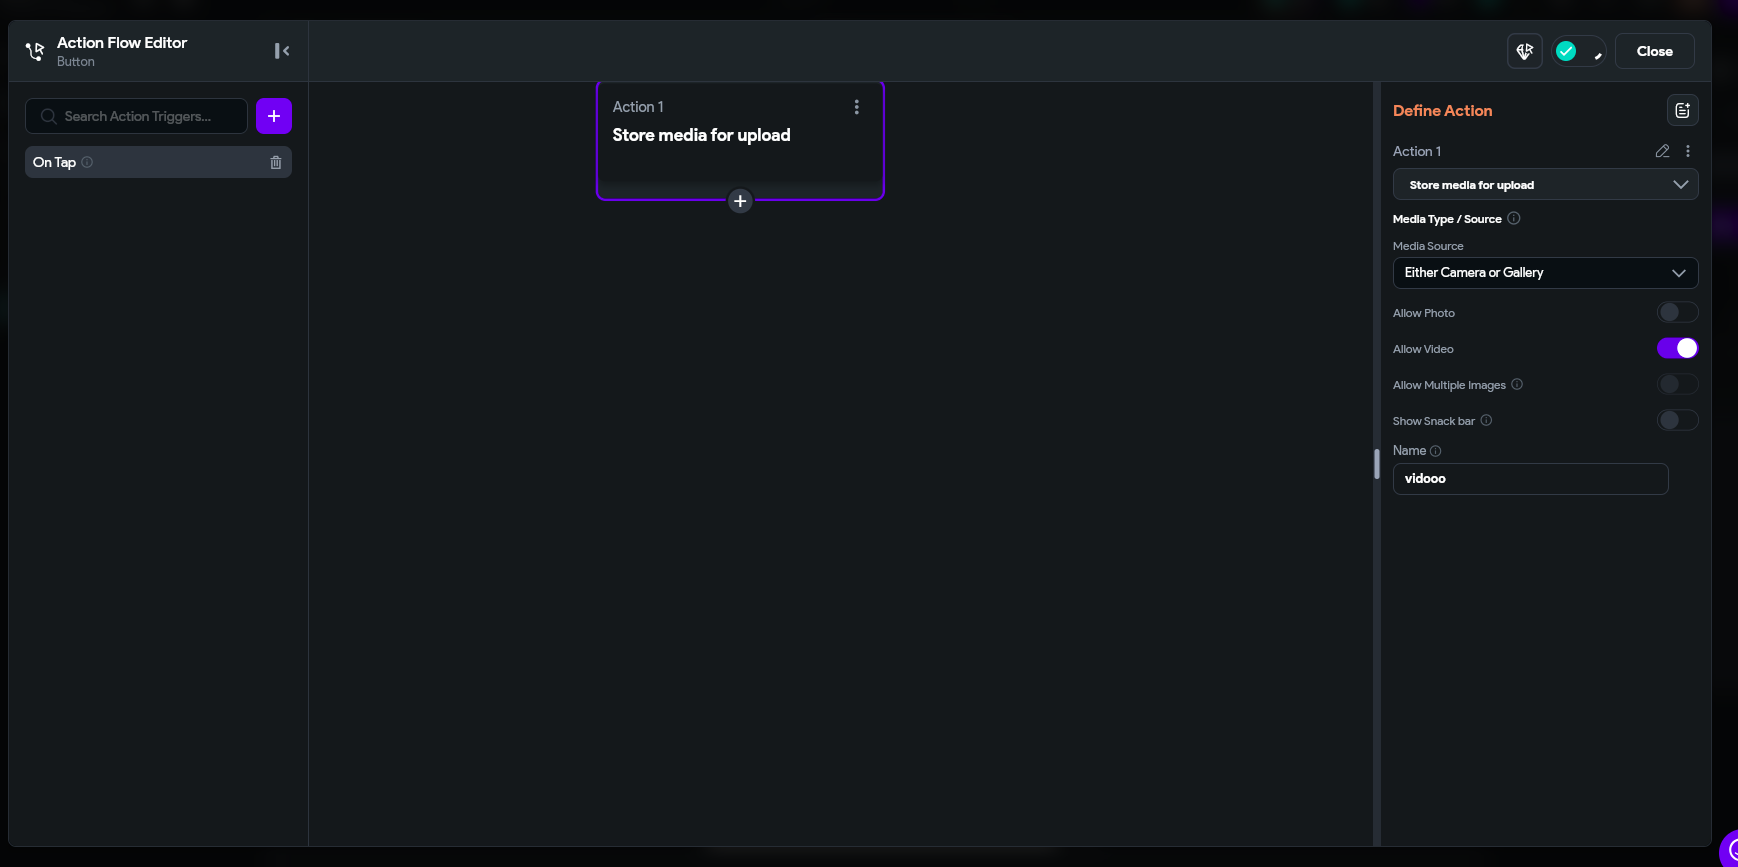 Action Flow Editor
Button
Close
Search Action Triggers...
On Tap
Action 1
Store media for upload
Define Action
Action 1
Store media for upload
Media Type / Source
Media Source
Either Camera or Gallery
Allow Photo
Allow Video
Allow Multiple Images
Show Snack bar
Name
vidooo